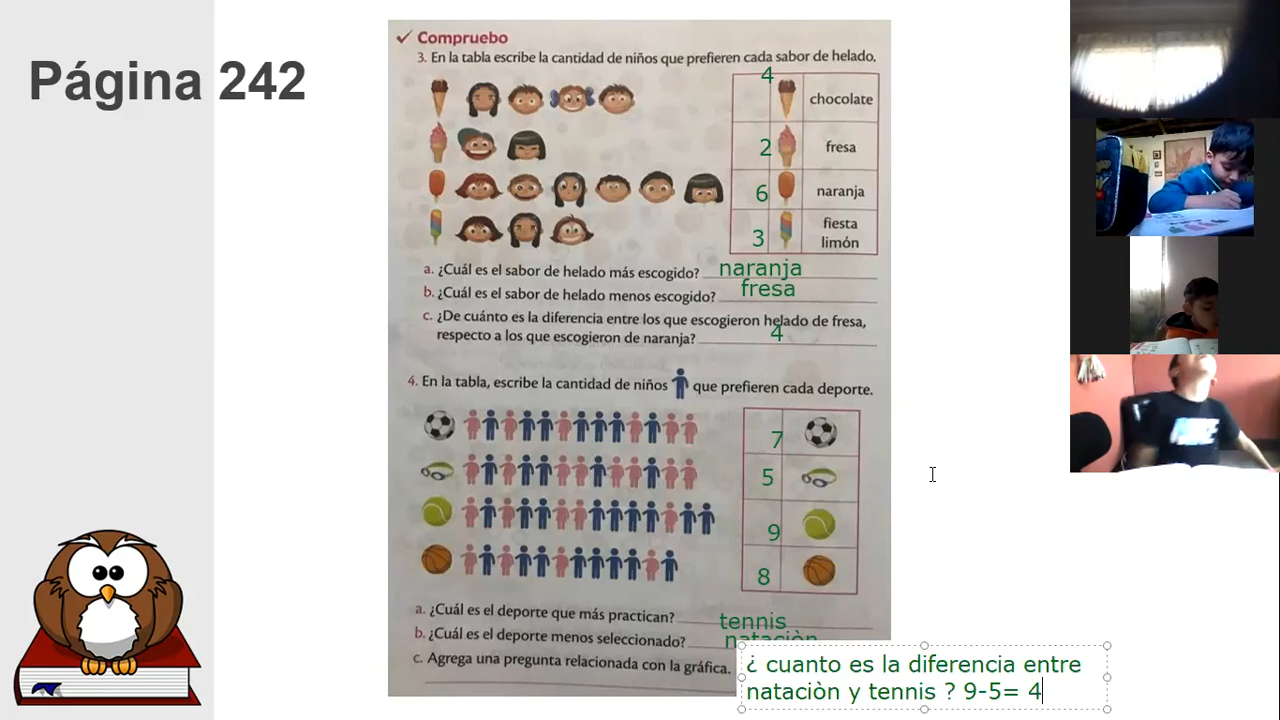 Página 242
✓ Compruebo
3. En la tabla escribe la cantidad de niños que prefieren cada sabor de helado.
4
chocolate
2
fresa
6
naranja
3
fiesta
limón
a. ¿Cuál es el sabor de helado más escogido? naranja
b. ¿Cuál es el sabor de helado menos escogido? fresa
c. ¿De cuánto es la diferencia entre los que escogieron helado de fresa,
respecto a los que escogieron de naranja? 4
4. En la tabla, escribe la cantidad de niños que prefieren cada deporte.
7
5
9
8
a. ¿Cuál es el deporte que más practican? tennis
b. ¿Cuál es el deporte menos seleccionado? nataciòn
c. Agrega una pregunta relacionada con la gráfica.
¿ cuanto es la diferencia entre
nataciòn y tennis ? 9-5= 4